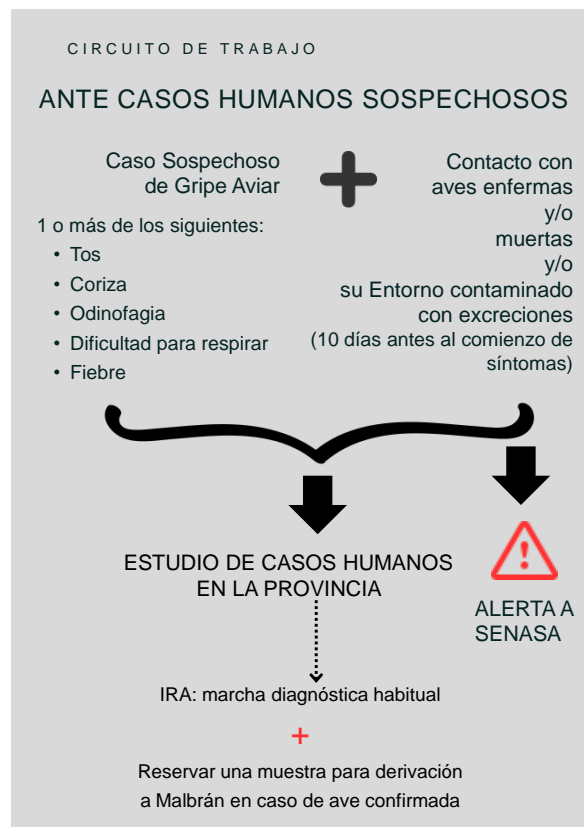 CIRCUITO DE TRABAJO
ANTE CASOS HUMANOS SOSPECHOSOS
Caso Sospechoso
de Gripe Aviar
1 o más de los siguientes:
• Tos
• Coriza
• Odinofagia
• Dificultad para respirar
• Fiebre
+
Contacto con
aves enfermas
y/o
muertas
y/o
su Entorno contaminado
con excreciones
(10 días antes al comienzo de
síntomas)
ESTUDIO DE CASOS HUMANOS
EN LA PROVINCIA
!
ALERTA A
SENASA
IRA: marcha diagnóstica habitual
+
Reservar una muestra para derivación
a Malbrán en caso de ave confirmada